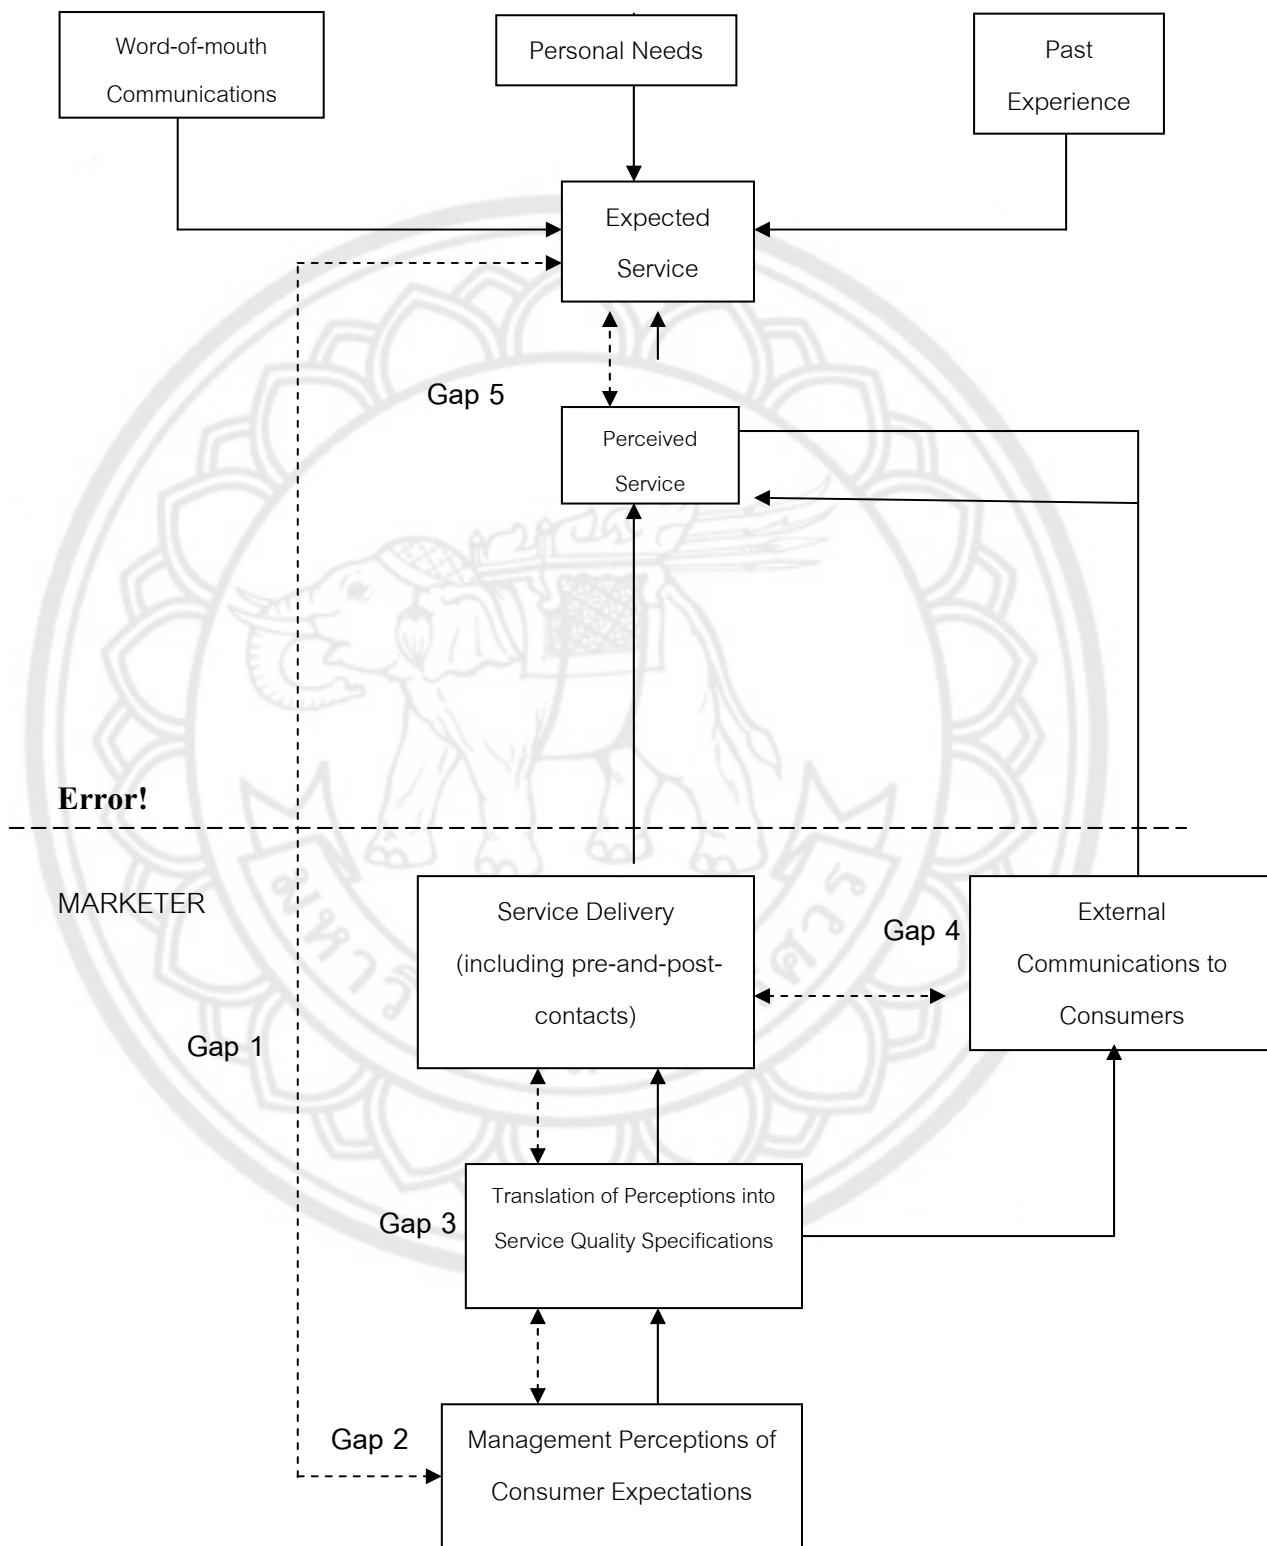 Word-of-mouth
Communications
Personal Needs
Past
Experience
Expected
Service
Gap 5
Perceived
Service
Error!
MARKETER
Service Delivery
(including pre-and-post-
contacts)
Gap 4
External
Communications to
Consumers
Gap 1
Translation of Perceptions into
Service Quality Specifications
Gap 3
Gap 2
Management Perceptions of
Consumer Expectations